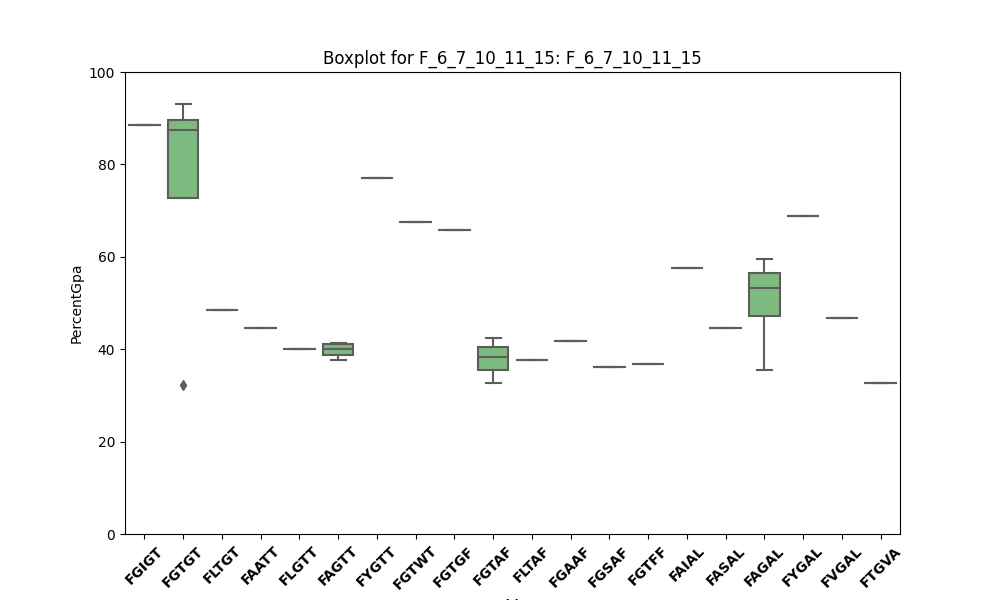 Boxplot for F_6_7_10_11_15: F_6_7_10_11_15
100
80
60
40
20
0
PercentGpa
FGIGT FGTGT FLTGT FAATT FLGTT FAGTT FYGTT FGTWT FGTGF FGTAF FLTAF FGAAF FGSAF FGTFF FAIAL FASAL FAGAL FYGAL FVGAL FTGVA